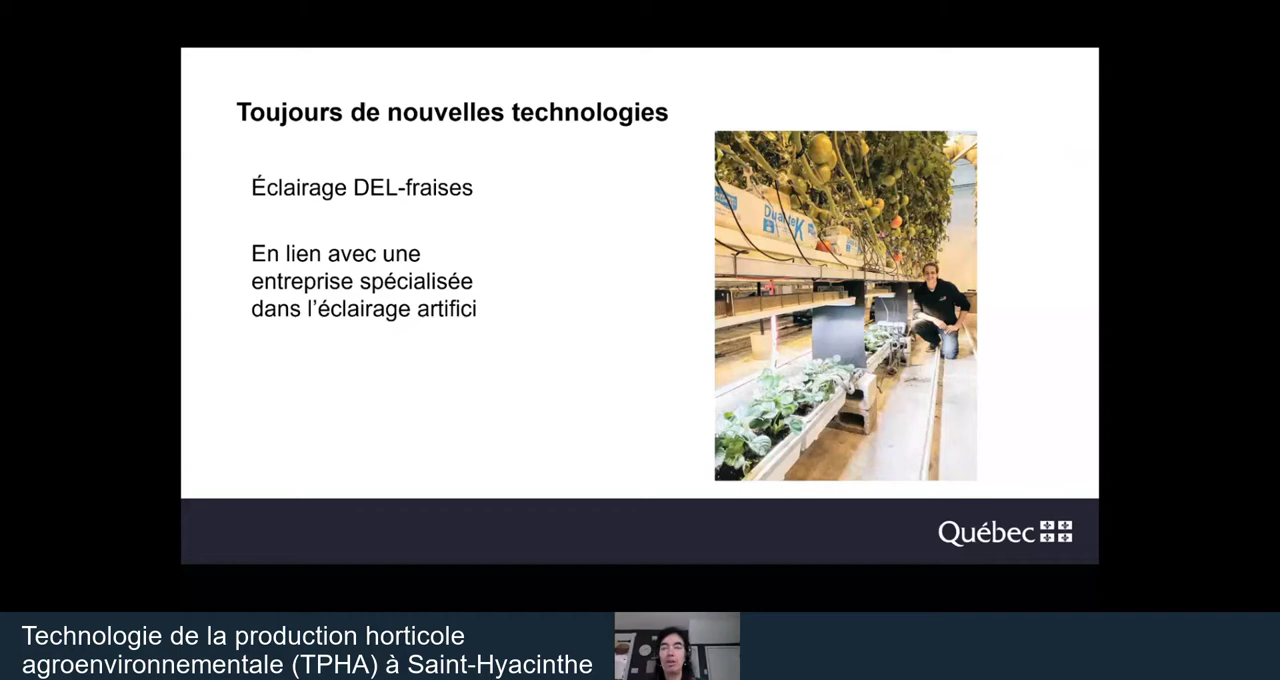 Toujours de nouvelles technologies
Éclairage DEL-fraises
En lien avec une
entreprise spécialisée
dans l’éclairage artifici
Québec
Technologie de la production horticole
agroenvironnementale (TPHA) à Saint-Hyacinthe